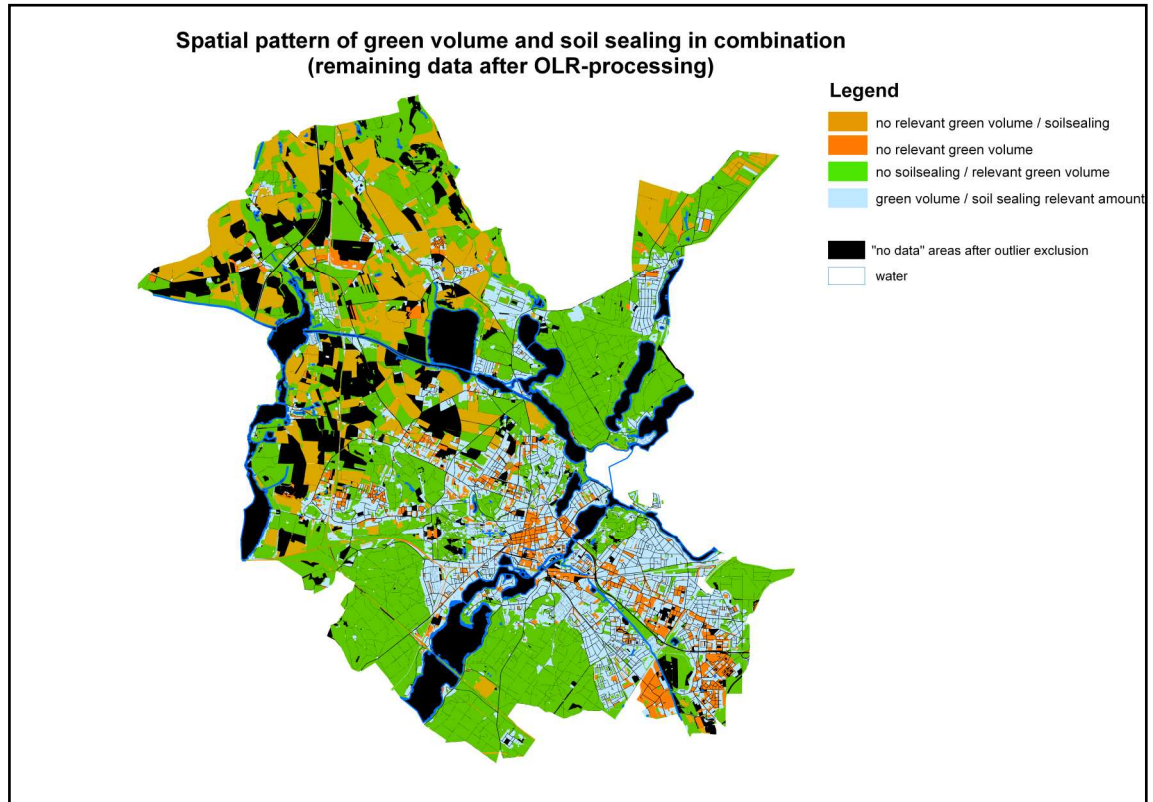 Spatial pattern of green volume and soil sealing in combination
(remaining data after OLR-processing)
Legend
no relevant green volume / soilsealing
no relevant green volume
no soilsealing / relevant green volume
green volume / soil sealing relevant amount
"no data" areas after outlier exclusion
water